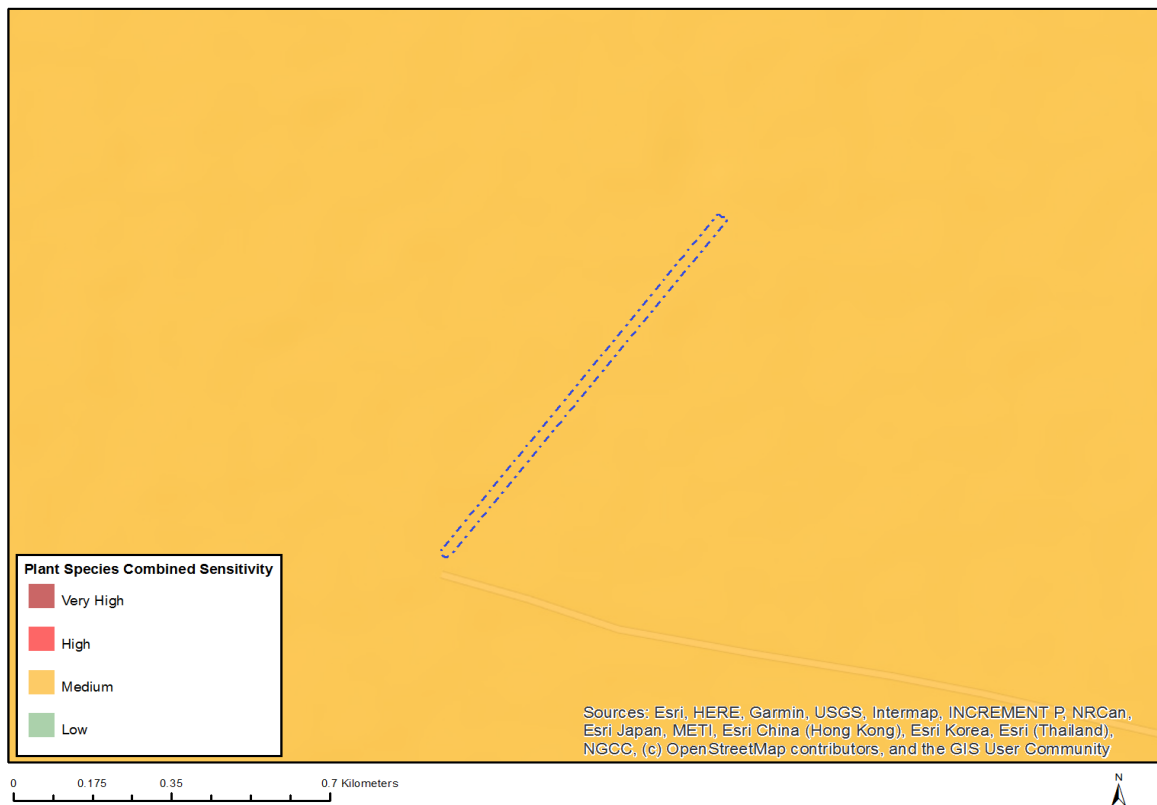 Plant Species Combined Sensitivity
Very High
High
Medium
Low
Sources: Esri, HERE, Garmin, USGS, Intermap, INCREMENT P, NRCan,
Esri Japan, METI, Esri China (Hong Kong), Esri Korea, Esri (Thailand),
NGCC, (c) OpenStreetMap contributors, and the GIS User Community
0 0.175 0.35 0.7 Kilometers
N